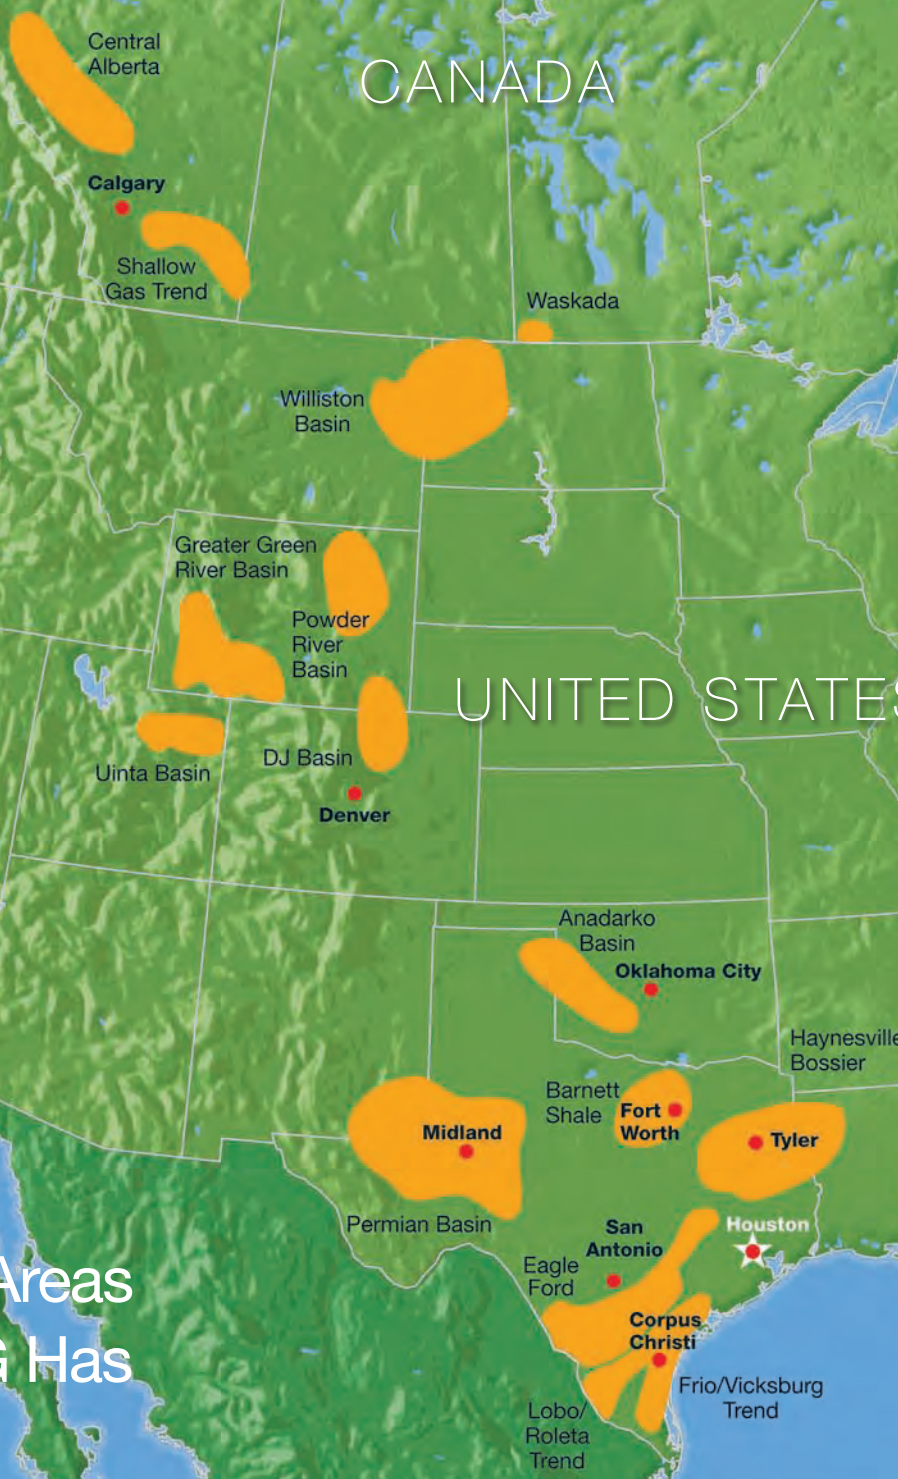 Central
Alberta
CANADA
Calgary
Shallow
Gas Trend
Waskada
Williston
Basin
Greater Green
River Basin
Powder
River
Basin
UNITED STATES
DJ Basin
Uinta Basin
Denver
Anadarko
Basin
Oklahoma City
Haynesville
Bossier
Barnett
Shale
Fort
Worth
Midland
Tyler
Permian Basin
San
Antonio
Houston
Eagle
Ford
Areas
G Has
Corpus
Christi
Frio/Vicksburg
Trend
Lobo/
Roleta
Trend